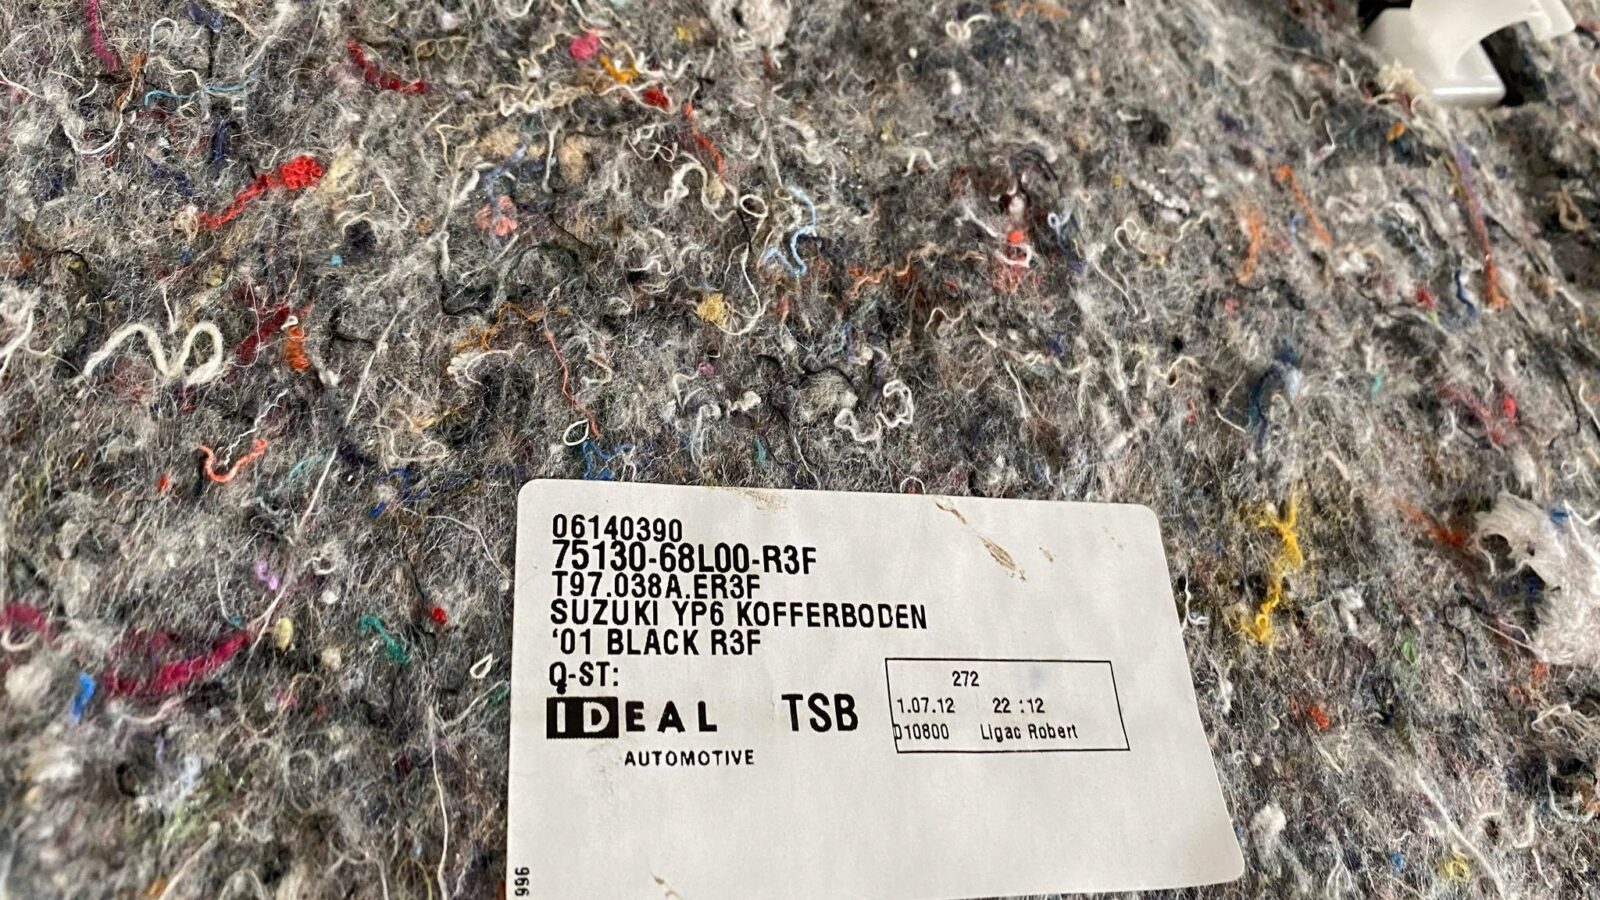 06140390
75130-68L00-R3F
T97.038A.ER3F
SUZUKI YP6 KOFFERBODEN
'01 BLACK R3F
Q-ST:
IDEAL
AUTOMOTIVE
TSB
272
1.07.12 22:12
D10800 Ligac Robert
996